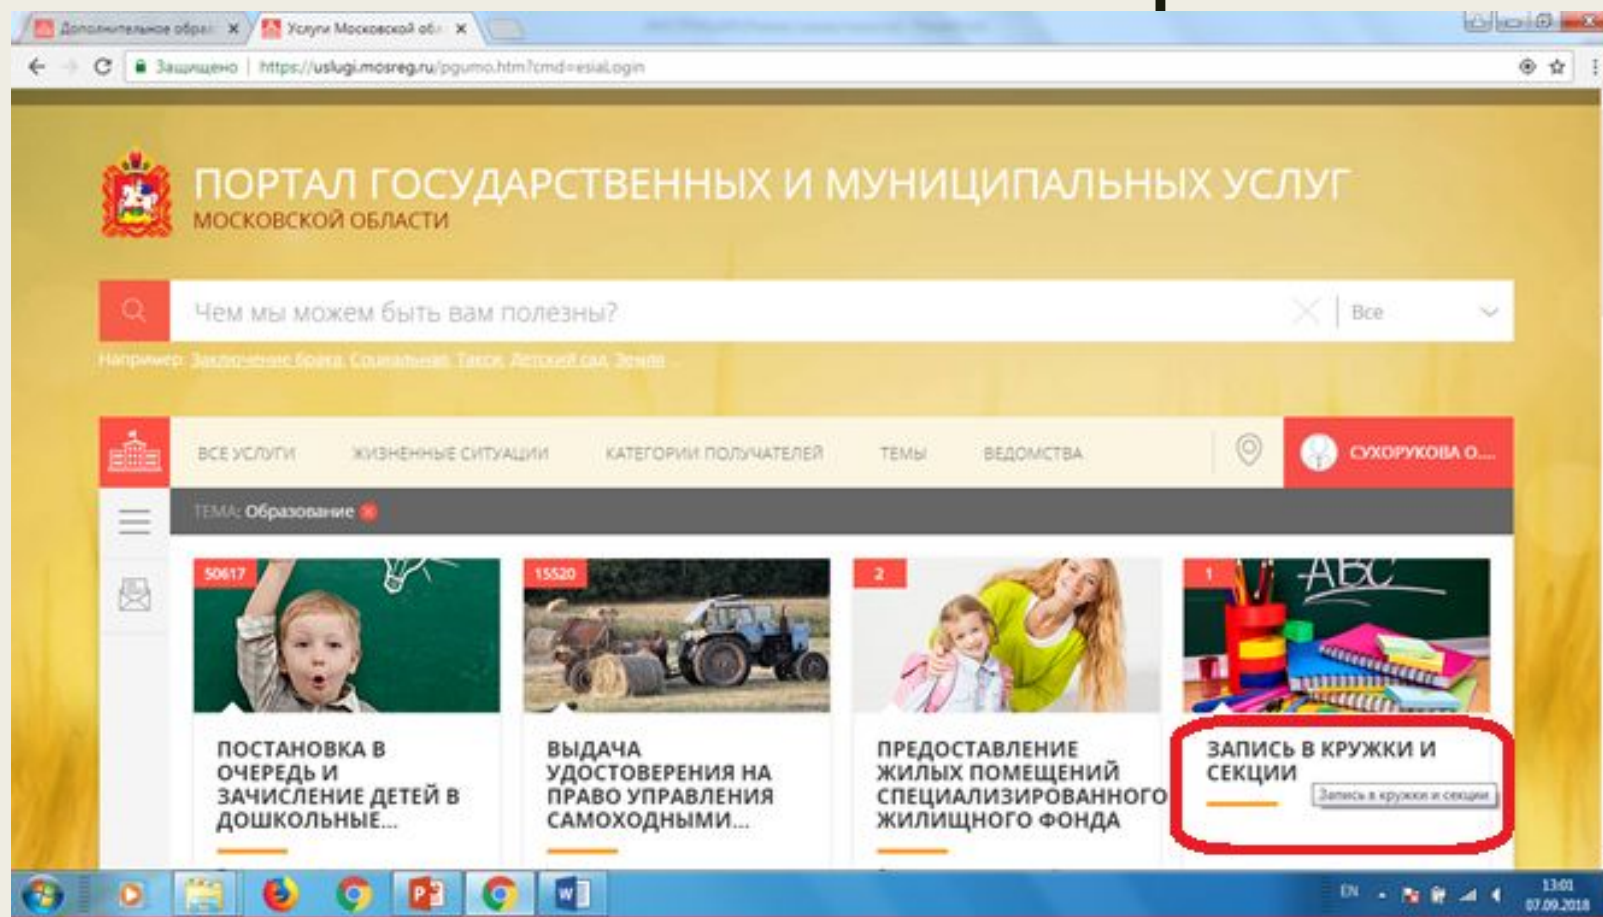 Дополнительное обра
Услуги Московской об
Защищено | https://uslugi.mosreg.ru/pgumo.htm?cmd=esiaLogin
ПОРТАЛ ГОСУДАРСТВЕННЫХ И МУНИЦИПАЛЬНЫХ УСЛУГ
МОСКОВСКОЙ ОБЛАСТИ
Чем мы можем быть вам полезны?
Все
Например: Заключение брака, Социальная, Такси, Детский сад, Земля ...
ВСЕ УСЛУГИ
ЖИЗНЕННЫЕ СИТУАЦИИ
КАТЕГОРИИ ПОЛУЧАТЕЛЕЙ
ТЕМЫ
ВЕДОМСТВА
СУХОРУКОВА О....
ТЕМА: Образование
50617
ПОСТАНОВКА В
ОЧЕРЕДЬ И
ЗАЧИСЛЕНИЕ ДЕТЕЙ В
ДОШКОЛЬНЫЕ...
15520
ВЫДАЧА
УДОСТОВЕРЕНИЯ НА
ПРАВО УПРАВЛЕНИЯ
САМОХОДНЫМИ...
2
ПРЕДОСТАВЛЕНИЕ
ЖИЛЫХ ПОМЕЩЕНИЙ
СПЕЦИАЛИЗИРОВАННОГО
ЖИЛИЩНОГО ФОНДА
1
ABC
ЗАПИСЬ В КРУЖКИ И
СЕКЦИИ
Запись в кружки и секции
EN
13:01
07.09.2018